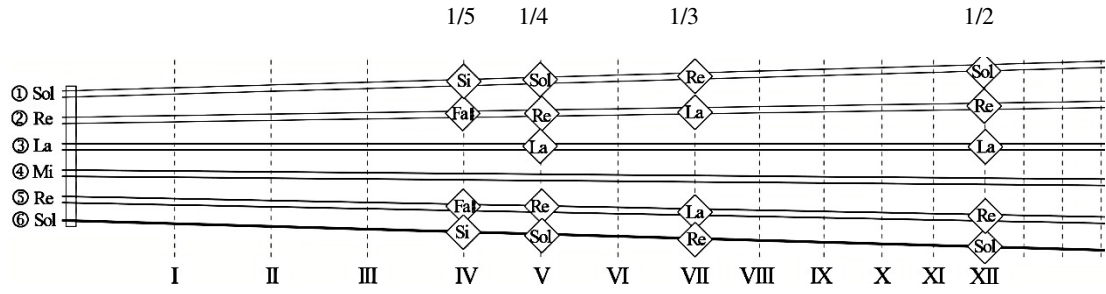 1/5 1/4 1/3 1/2
① Sol Si Sol Re Sol
② Re Fa♯ Re La Re
③ La La La
④ Mi
⑤ Re Fa♯ Re La Re
⑥ Sol Si Sol Re Sol
I II III IV V VI VII VIII IX X XI XII